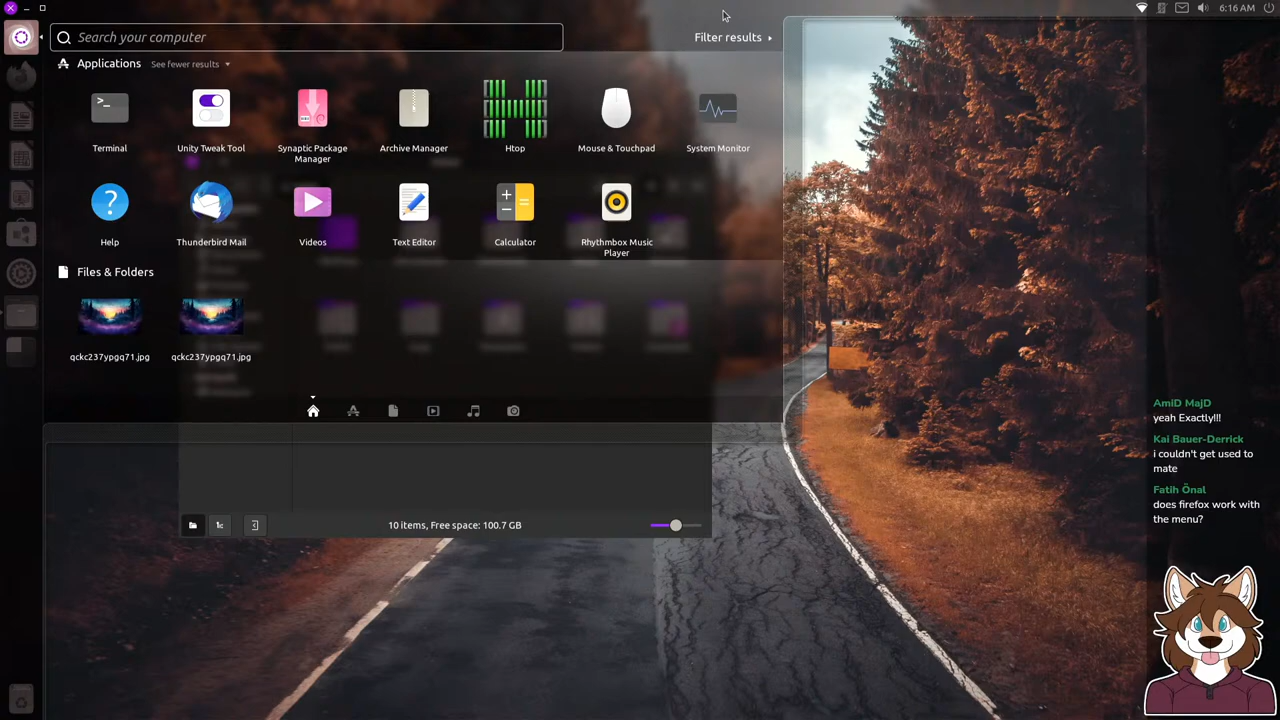 6:16 AM
Search your computer
Filter results
Applications
See fewer results
Terminal
Unity Tweak Tool
Synaptic Package
Manager
Archive Manager
Htop
Mouse & Touchpad
System Monitor
Help
Thunderbird Mail
Videos
Text Editor
Calculator
Rhythmbox Music
Player
Files & Folders
qckc237ypgq71.jpg
qckc237ypgq71.jpg
10 items, Free space: 100.7 GB
AmiD MajD
yeah Exactly!!!
Kai Bauer-Derrick
i couldn't get used to
mate
Fatih Önal
does firefox work with
the menu?